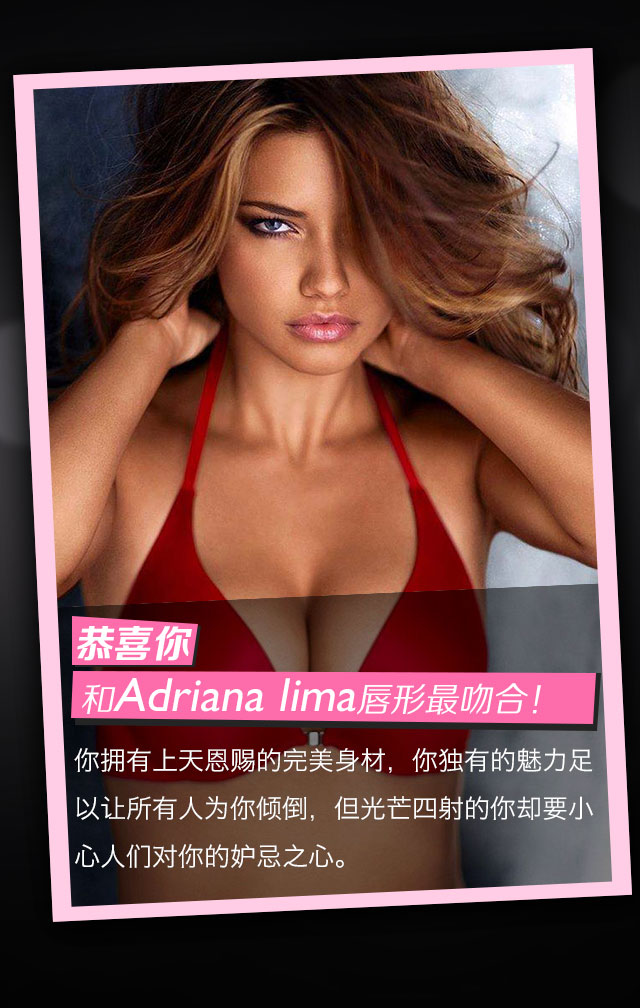 恭喜你
和Adriana lima唇形最吻合！
你拥有上天恩赐的完美身材，你独有的魅力足
以让所有人为你倾倒，但光芒四射的你却要小
心人们对你的妒忌之心。